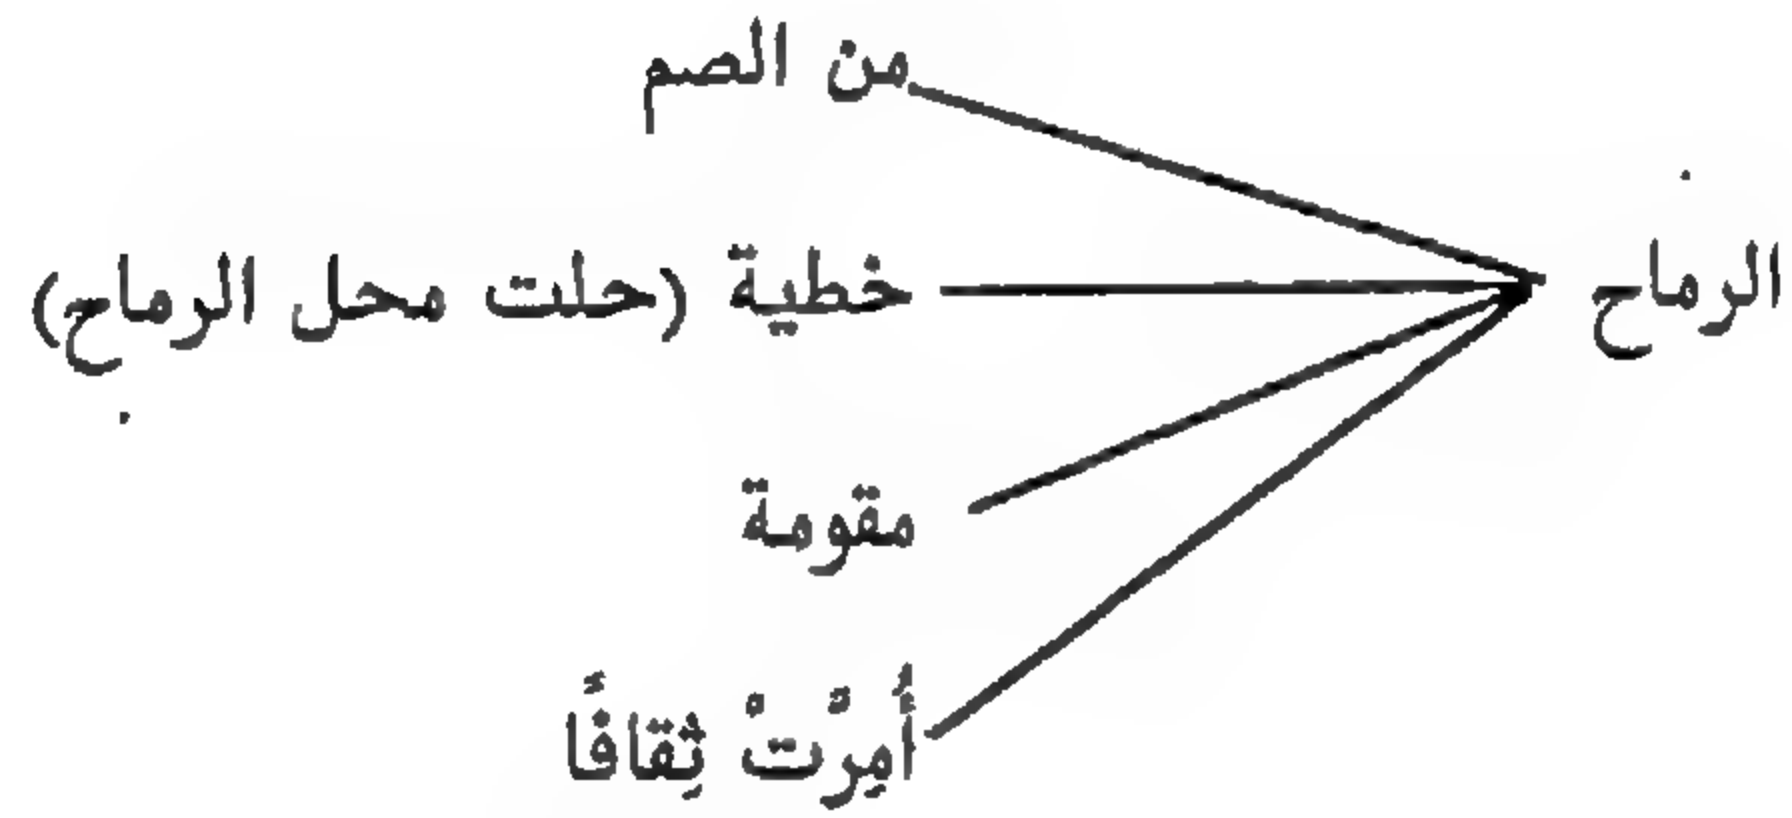 من الصم
الرماح
خطية (حلت محل الرماح)
مقومة
أُمِرَّتْ ثِقافًا